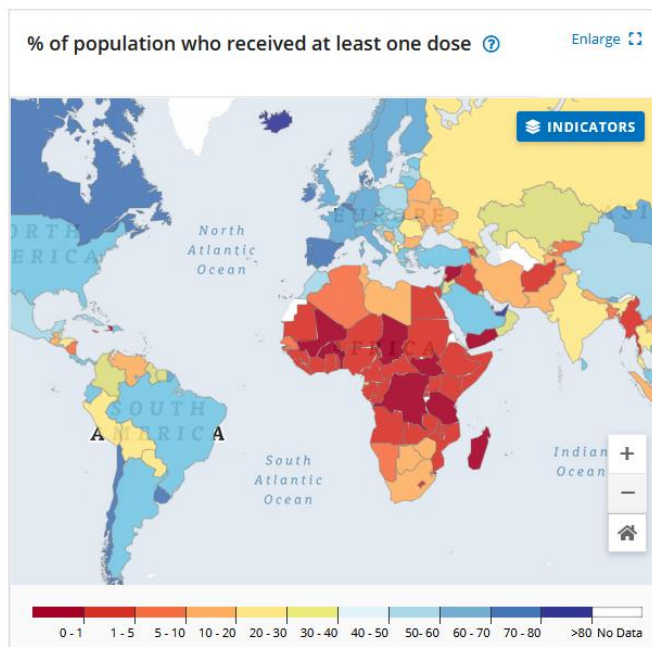 % of population who received at least one dose ?
Enlarge
INDICATORS
North
Atlantic
Ocean
EUROPE
AFRICA
SOUTH
AMERICA
South
Atlantic
Ocean
Indian
Ocean
+
−
0 - 1 1 - 5 5 - 10 10 - 20 20 - 30 30 - 40 40 - 50 50- 60 60 - 70 70 - 80 >80 No Data